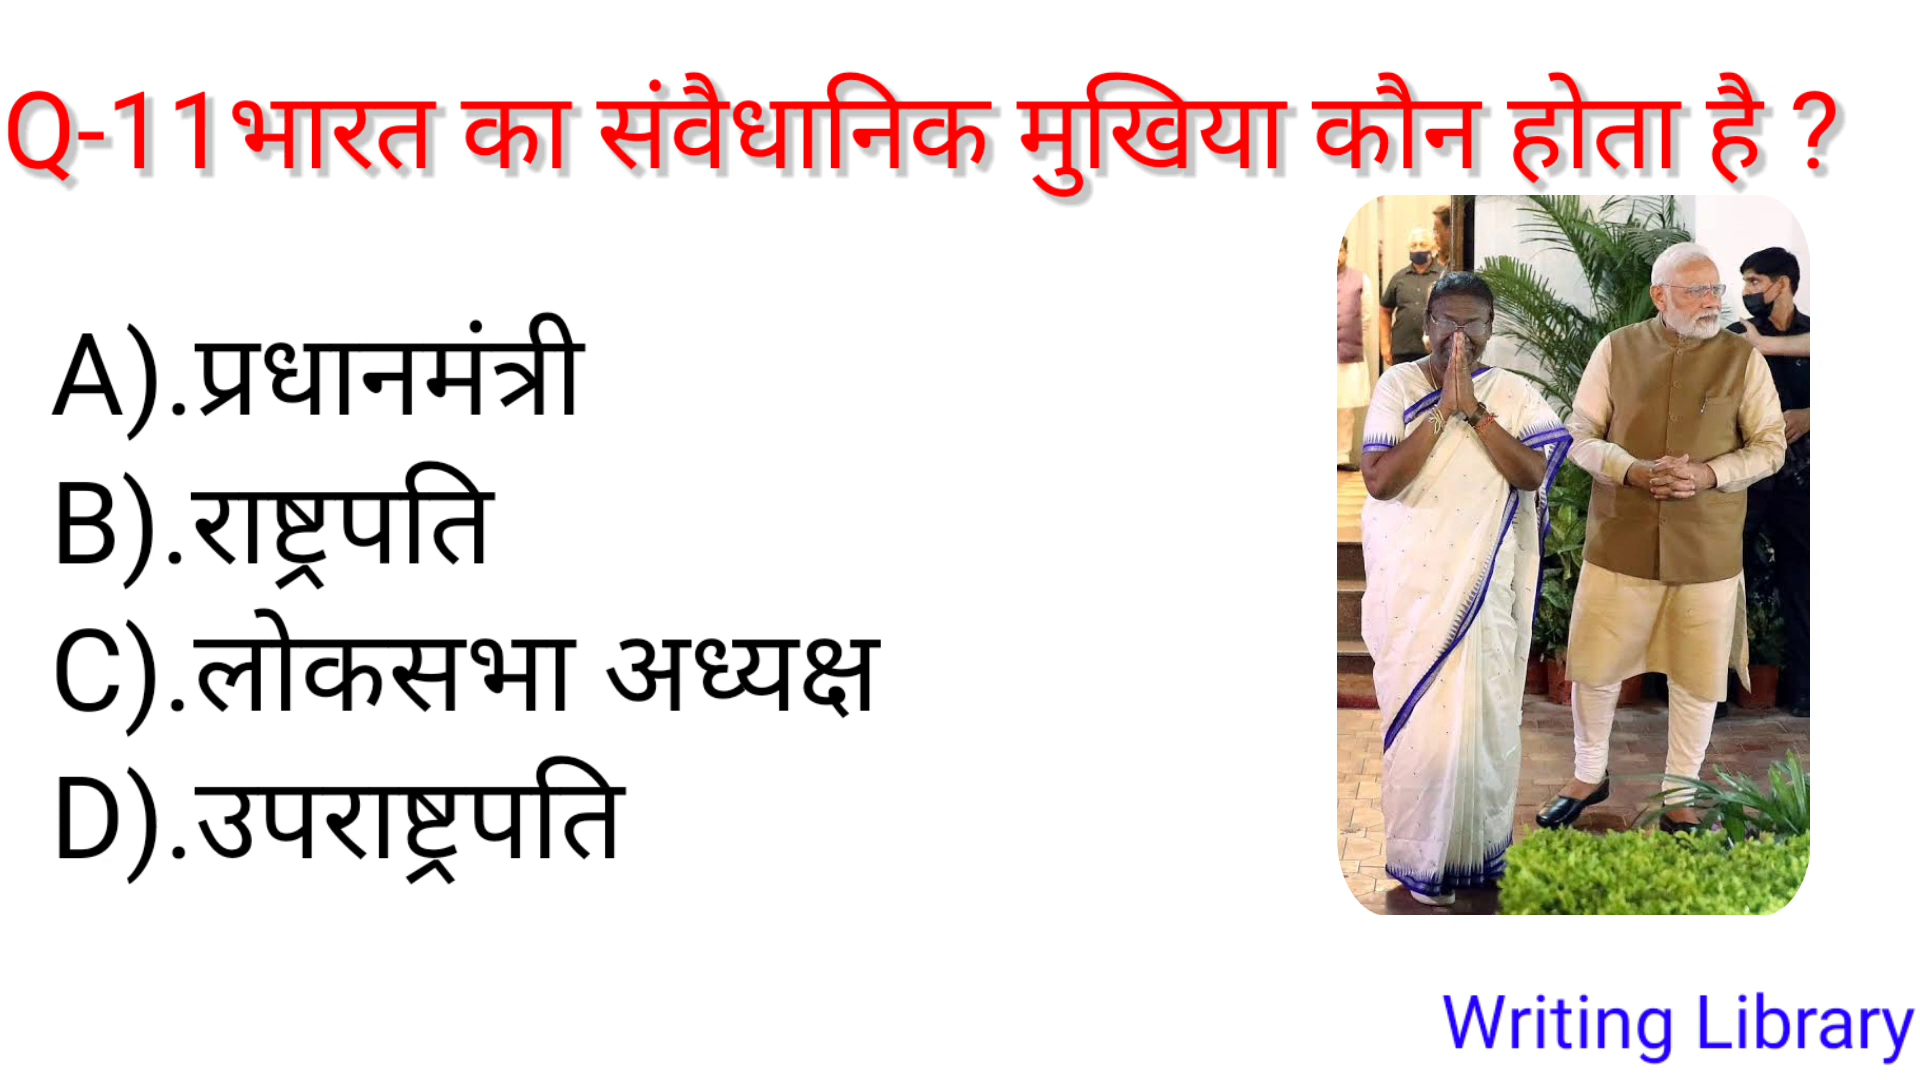 Q-11भारत का संवैधानिक मुखिया कौन होता है ?
A).प्रधानमंत्री
B).राष्ट्रपति
C).लोकसभा अध्यक्ष
D).उपराष्ट्रपति
Writing Library